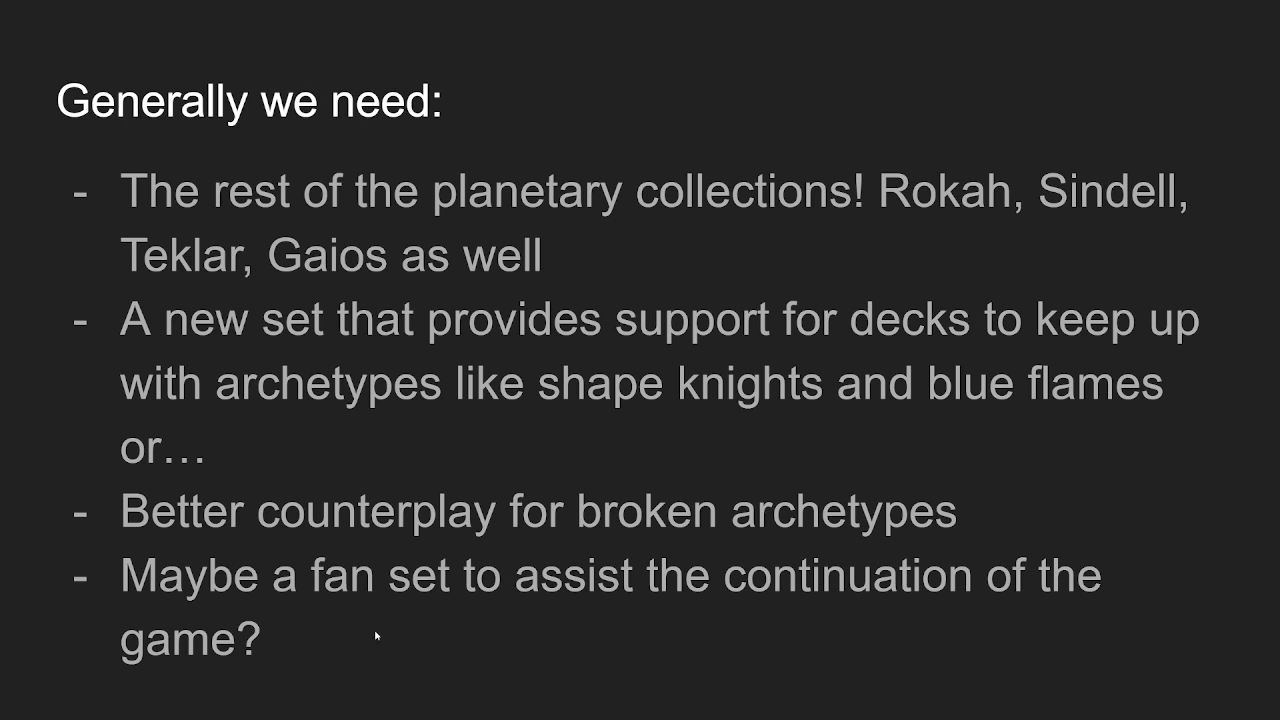 Generally we need:
- The rest of the planetary collections! Rokah, Sindell,
Teklar, Gaios as well
- A new set that provides support for decks to keep up
with archetypes like shape knights and blue flames
or…
- Better counterplay for broken archetypes
- Maybe a fan set to assist the continuation of the
game?